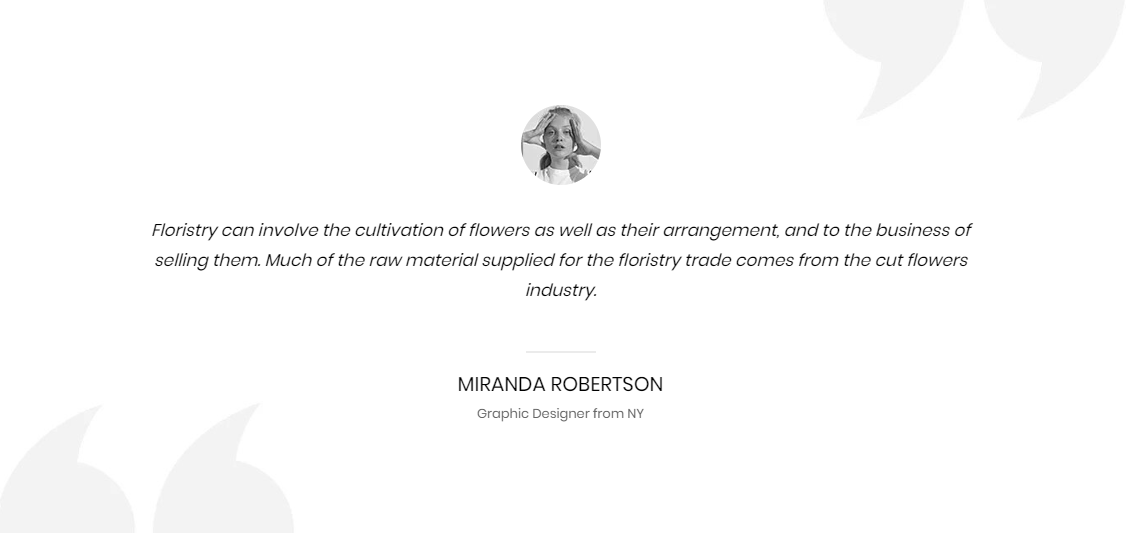 Floristry can involve the cultivation of flowers as well as their arrangement, and to the business of
selling them. Much of the raw material supplied for the floristry trade comes from the cut flowers
industry.
MIRANDA ROBERTSON
Graphic Designer from NY